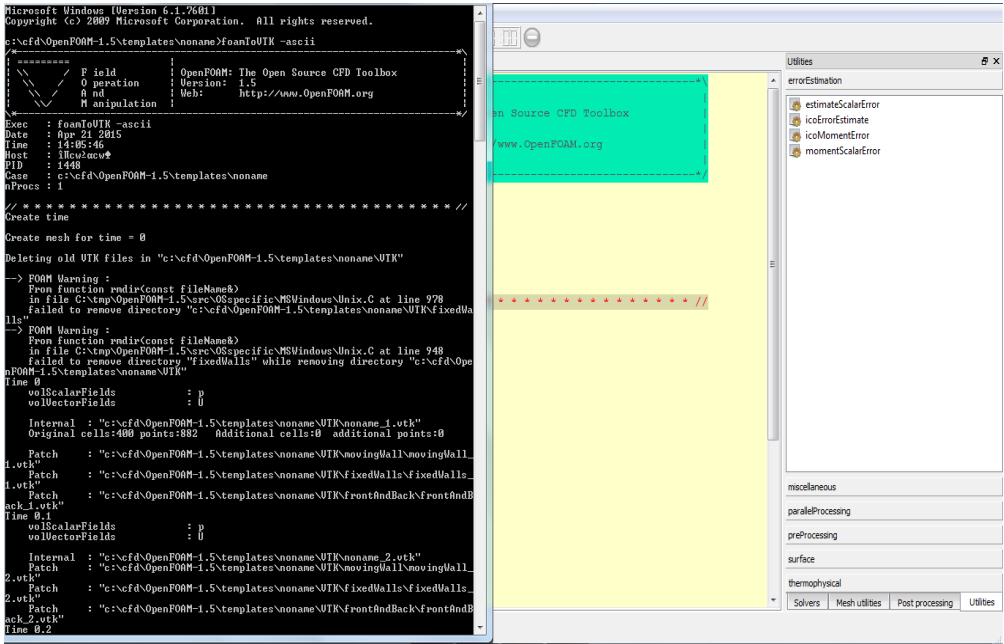 Microsoft Windows [Version 6.1.7601]
Copyright (c) 2009 Microsoft Corporation.  All rights reserved.
c:\cfd\OpenFOAM-1.5\templates\noname>foamToVTK -ascii
/*---------------------------------------------------------------------------*\
| =========                 |
| \\      /  F ield         | OpenFOAM: The Open Source CFD Toolbox
|  \\    /   O peration     | Version:  1.5
|   \\  /    A nd           | Web:      http://www.OpenFOAM.org
|    \\/     M anipulation  |
\*---------------------------------------------------------------------------*/
Exec   : foamToVTK -ascii
Date   : Apr 21 2015
Time   : 14:05:46
Host   :
PID    : 1448
Case   : c:\cfd\OpenFOAM-1.5\templates\noname
nProcs : 1
// * * * * * * * * * * * * * * * * * * * * * * * * * * * * * * * * * * * * * //
Create time
Create mesh for time = 0
Deleting old VTK files in "c:\cfd\OpenFOAM-1.5\templates\noname\VTK"
--> FOAM Warning :
From function rmdir(const fileName&)
in file C:\tmp\OpenFOAM-1.5\src\OSspecific\MSWindows\Unix.C at line 978
failed to remove directory "c:\cfd\OpenFOAM-1.5\templates\noname\VTK\fixedWa
lls"
--> FOAM Warning :
From function rmdir(const fileName&)
in file C:\tmp\OpenFOAM-1.5\src\OSspecific\MSWindows\Unix.C at line 948
failed to remove directory "fixedWalls" while removing directory "c:\cfd\Ope
nFOAM-1.5\templates\noname\VTK"
Time 0
volScalarFields            : p
volVectorFields            : U
Internal  : "c:\cfd\OpenFOAM-1.5\templates\noname\VTK\noname_1.vtk"
Original cells:400 points:882   Additional cells:0  additional points:0
Patch     : "c:\cfd\OpenFOAM-1.5\templates\noname\VTK\movingWall\movingWall_
1.vtk"
Patch     : "c:\cfd\OpenFOAM-1.5\templates\noname\VTK\fixedWalls\fixedWalls_
1.vtk"
Patch     : "c:\cfd\OpenFOAM-1.5\templates\noname\VTK\frontAndBack\frontAndB
ack_1.vtk"
Time 0.1
volScalarFields            : p
volVectorFields            : U
Internal  : "c:\cfd\OpenFOAM-1.5\templates\noname\VTK\noname_2.vtk"
Patch     : "c:\cfd\OpenFOAM-1.5\templates\noname\VTK\movingWall\movingWall_
2.vtk"
Patch     : "c:\cfd\OpenFOAM-1.5\templates\noname\VTK\fixedWalls\fixedWalls_
2.vtk"
Patch     : "c:\cfd\OpenFOAM-1.5\templates\noname\VTK\frontAndBack\frontAndB
ack_2.vtk"
Time 0.2
--------------------------*\
en Source CFD Toolbox |
/www.OpenFOAM.org |
--------------------------*/
* * * * * * * * * * * * * * * //
Utilities
errorEstimation
estimateScalarError
icoErrorEstimate
icoMomentError
momentScalarError
miscellaneous
parallelProcessing
preProcessing
surface
thermophysical
Solvers
Mesh utilities
Post processing
Utilities